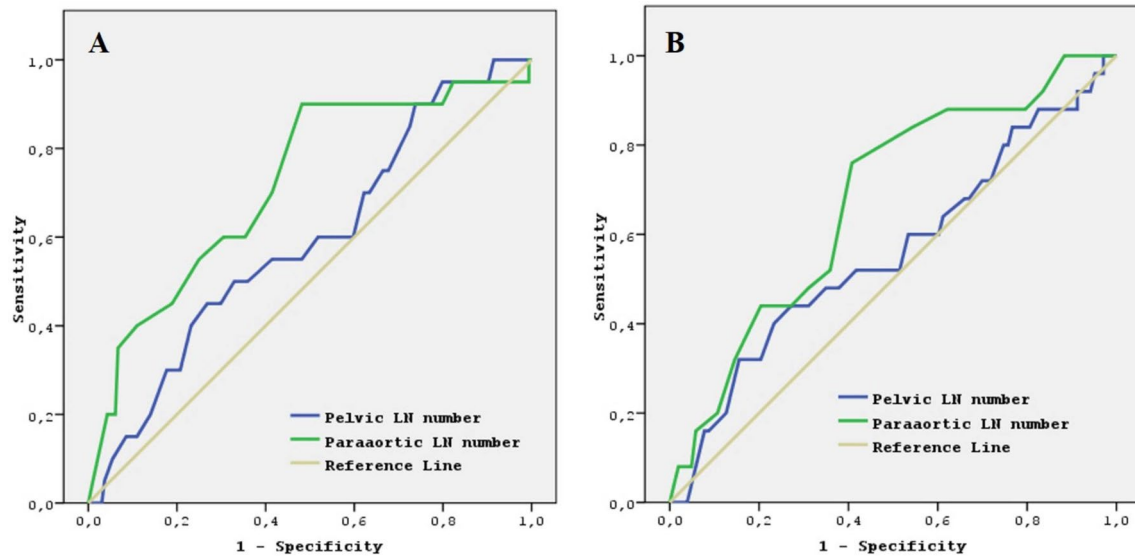 A
Sensitivity
1,0
0,8
0,6
0,4
0,2
0,0
Pelvic LN number
Paraaortic LN number
Reference Line
0,0 0,2 0,4 0,6 0,8 1,0
1 - Specificity
B
Sensitivity
1,0
0,8
0,6
0,4
0,2
0,0
Pelvic LN number
Paraaortic LN number
Reference Line
0,0 0,2 0,4 0,6 0,8 1,0
1 - Specificity